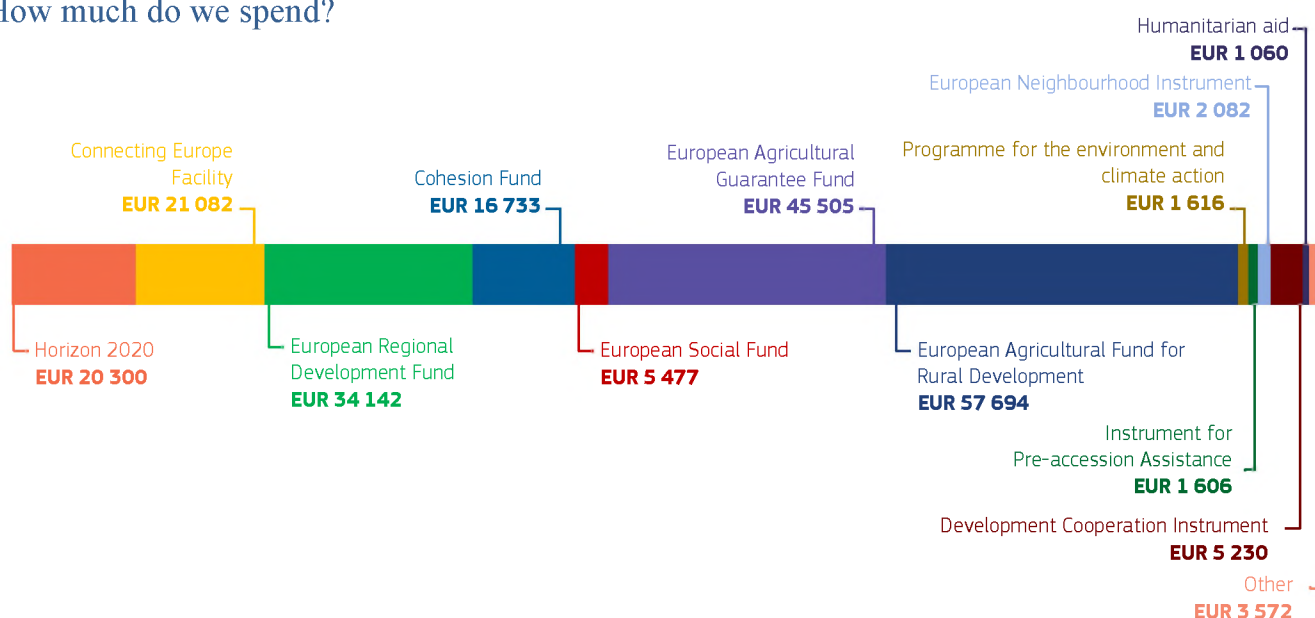 How much do we spend?
Humanitarian aid
EUR 1 060
European Neighbourhood Instrument
EUR 2 082
Connecting Europe
Facility
EUR 21 082
Cohesion Fund
EUR 16 733
European Agricultural
Guarantee Fund
EUR 45 505
Programme for the environment and
climate action
EUR 1 616
Horizon 2020
EUR 20 300
European Regional
Development Fund
EUR 34 142
European Social Fund
EUR 5 477
European Agricultural Fund for
Rural Development
EUR 57 694
Instrument for
Pre-accession Assistance
EUR 1 606
Development Cooperation Instrument
EUR 5 230
Other
EUR 3 572